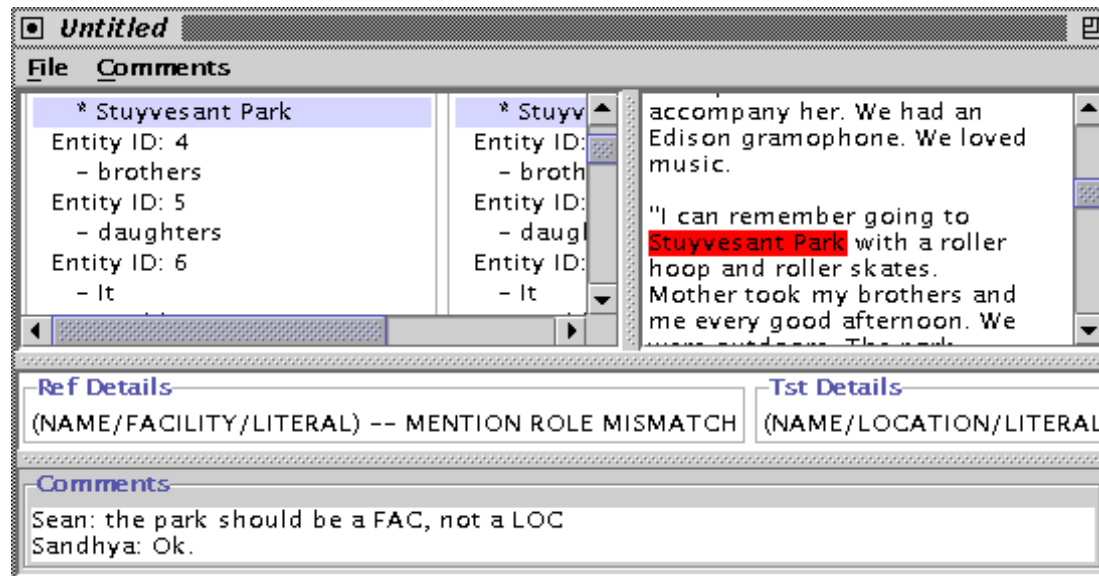 Untitled
File Comments
* Stuyvesant Park
Entity ID: 4
– brothers
Entity ID: 5
– daughters
Entity ID: 6
– It
* Stuyv
Entity ID:
– broth
Entity ID:
– daugl
Entity ID:
– It
accompany her. We had an
Edison gramophone. We loved
music.
"I can remember going to
Stuyvesant Park with a roller
hoop and roller skates.
Mother took my brothers and
me every good afternoon. We
Ref Details
(NAME/FACILITY/LITERAL) -- MENTION ROLE MISMATCH
Tst Details
(NAME/LOCATION/LITERAL
Comments
Sean: the park should be a FAC, not a LOC
Sandhya: Ok.